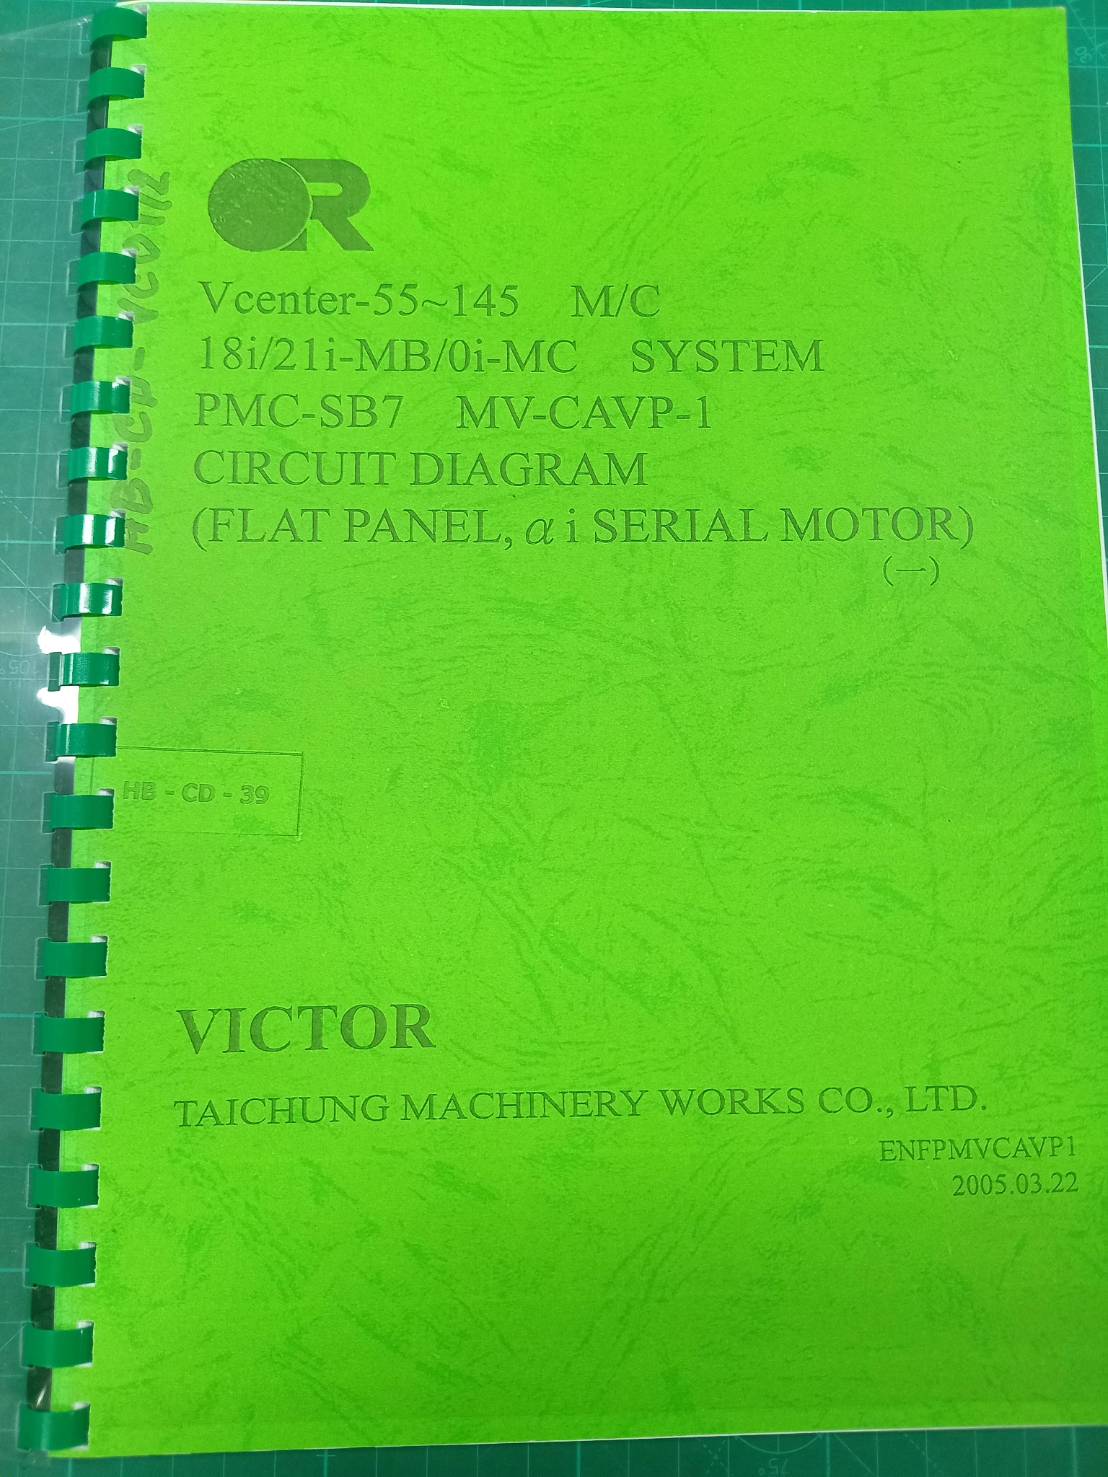 R
Vcenter-55~145 M/C
18i/21i-MB/0i-MC SYSTEM
PMC-SB7 MV-CAVP-1
CIRCUIT DIAGRAM
(FLAT PANEL, α i SERIAL MOTOR)
(一)
HB - CD - 39
VICTOR
TAICHUNG MACHINERY WORKS CO., LTD.
ENFPMVCAVP1
2005.03.22